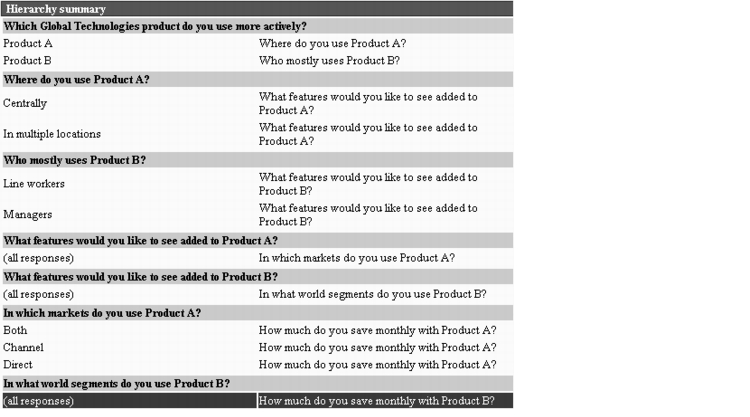 Hierarchy summary
Which Global Technologies product do you use more actively?
Product A Where do you use Product A?
Product B Who mostly uses Product B?
Where do you use Product A?
Centrally What features would you like to see added to
Product A?
In multiple locations What features would you like to see added to
Product A?
Who mostly uses Product B?
Line workers What features would you like to see added to
Product B?
Managers What features would you like to see added to
Product B?
What features would you like to see added to Product A?
(all responses) In which markets do you use Product A?
What features would you like to see added to Product B?
(all responses) In what world segments do you use Product B?
In which markets do you use Product A?
Both How much do you save monthly with Product A?
Channel How much do you save monthly with Product A?
Direct How much do you save monthly with Product A?
In what world segments do you use Product B?
(all responses) How much do you save monthly with Product B?